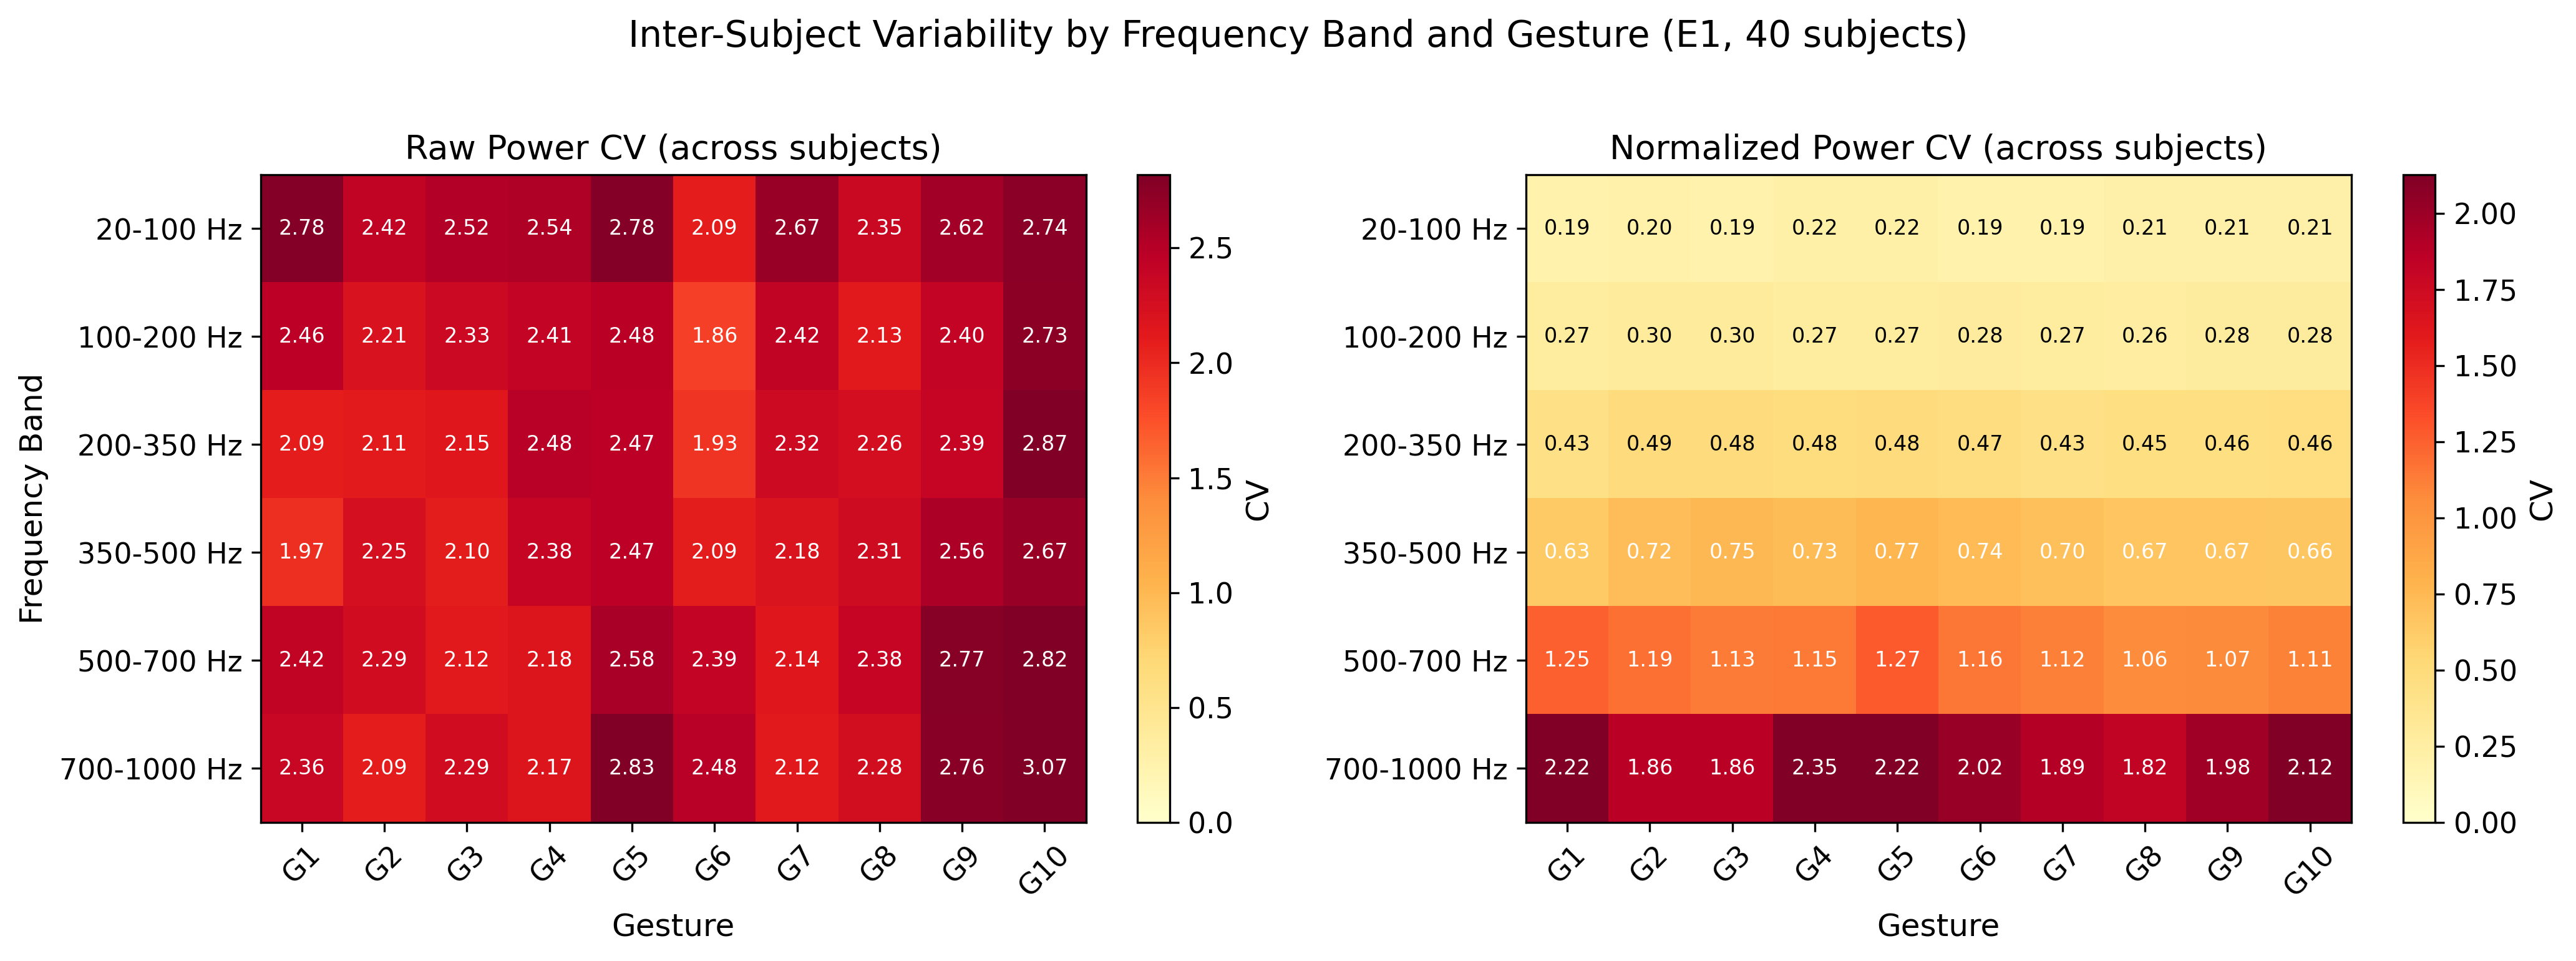 Inter-Subject Variability by Frequency Band and Gesture (E1, 40 subjects)
Raw Power CV (across subjects)
Frequency Band
20-100 Hz 2.78 2.42 2.52 2.54 2.78 2.09 2.67 2.35 2.62 2.74
100-200 Hz 2.46 2.21 2.33 2.41 2.48 1.86 2.42 2.13 2.40 2.73
200-350 Hz 2.09 2.11 2.15 2.48 2.47 1.93 2.32 2.26 2.39 2.87
350-500 Hz 1.97 2.25 2.10 2.38 2.47 2.09 2.18 2.31 2.56 2.67
500-700 Hz 2.42 2.29 2.12 2.18 2.58 2.39 2.14 2.38 2.77 2.82
700-1000 Hz 2.36 2.09 2.29 2.17 2.83 2.48 2.12 2.28 2.76 3.07
G1 G2 G3 G4 G5 G6 G7 G8 G9 G10
Gesture
2.5
2.0
1.5
1.0
0.5
0.0
CV
Normalized Power CV (across subjects)
20-100 Hz 0.19 0.20 0.19 0.22 0.22 0.19 0.19 0.21 0.21 0.21
100-200 Hz 0.27 0.30 0.30 0.27 0.27 0.28 0.27 0.26 0.28 0.28
200-350 Hz 0.43 0.49 0.48 0.48 0.48 0.47 0.43 0.45 0.46 0.46
350-500 Hz 0.63 0.72 0.75 0.73 0.77 0.74 0.70 0.67 0.67 0.66
500-700 Hz 1.25 1.19 1.13 1.15 1.27 1.16 1.12 1.06 1.07 1.11
700-1000 Hz 2.22 1.86 1.86 2.35 2.22 2.02 1.89 1.82 1.98 2.12
G1 G2 G3 G4 G5 G6 G7 G8 G9 G10
Gesture
2.00
1.75
1.50
1.25
1.00
0.75
0.50
0.25
0.00
CV